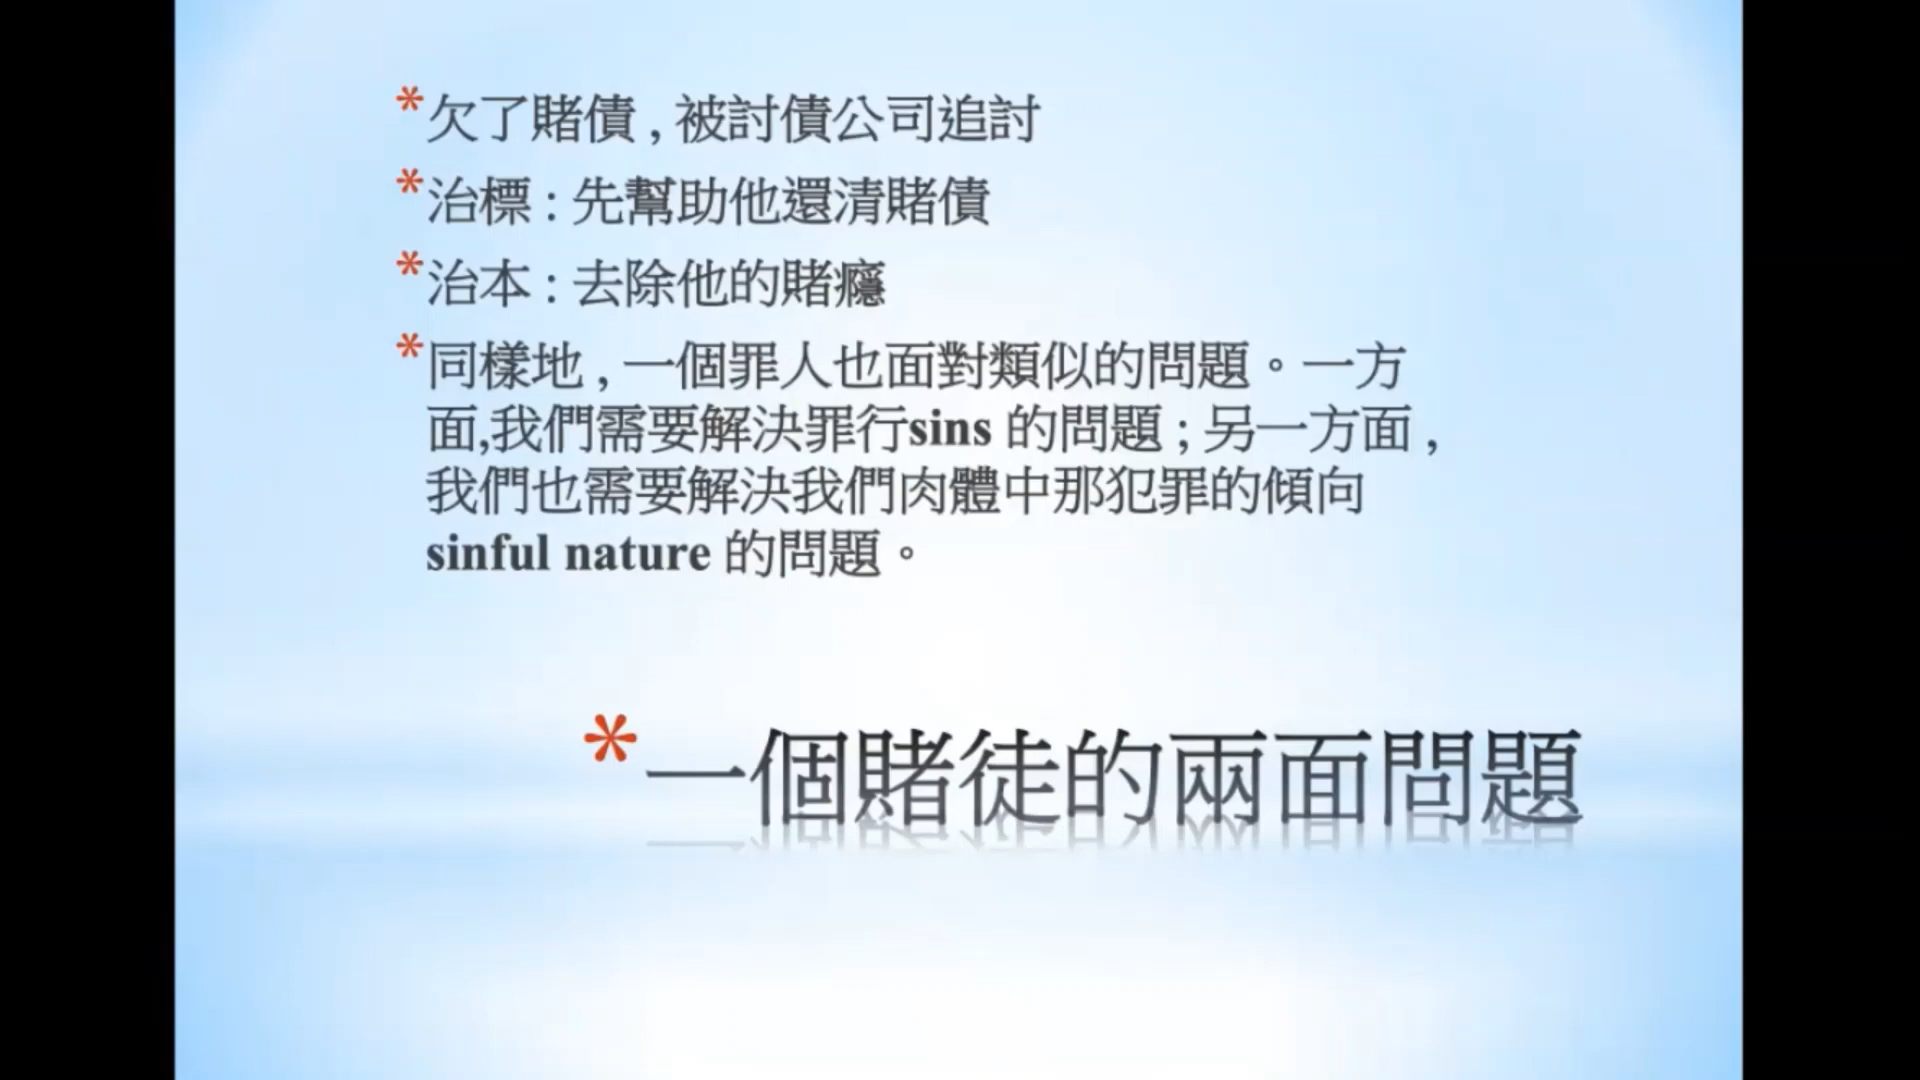 *欠了賭債 , 被討債公司追討
*治標 : 先幫助他還清賭債
*治本 : 去除他的賭癮
*同樣地 , 一個罪人也面對類似的問題。一方
面,我們需要解決罪行sins 的問題 ; 另一方面 ,
我們也需要解決我們肉體中那犯罪的傾向
sinful nature 的問題。
*一個賭徒的兩面問題